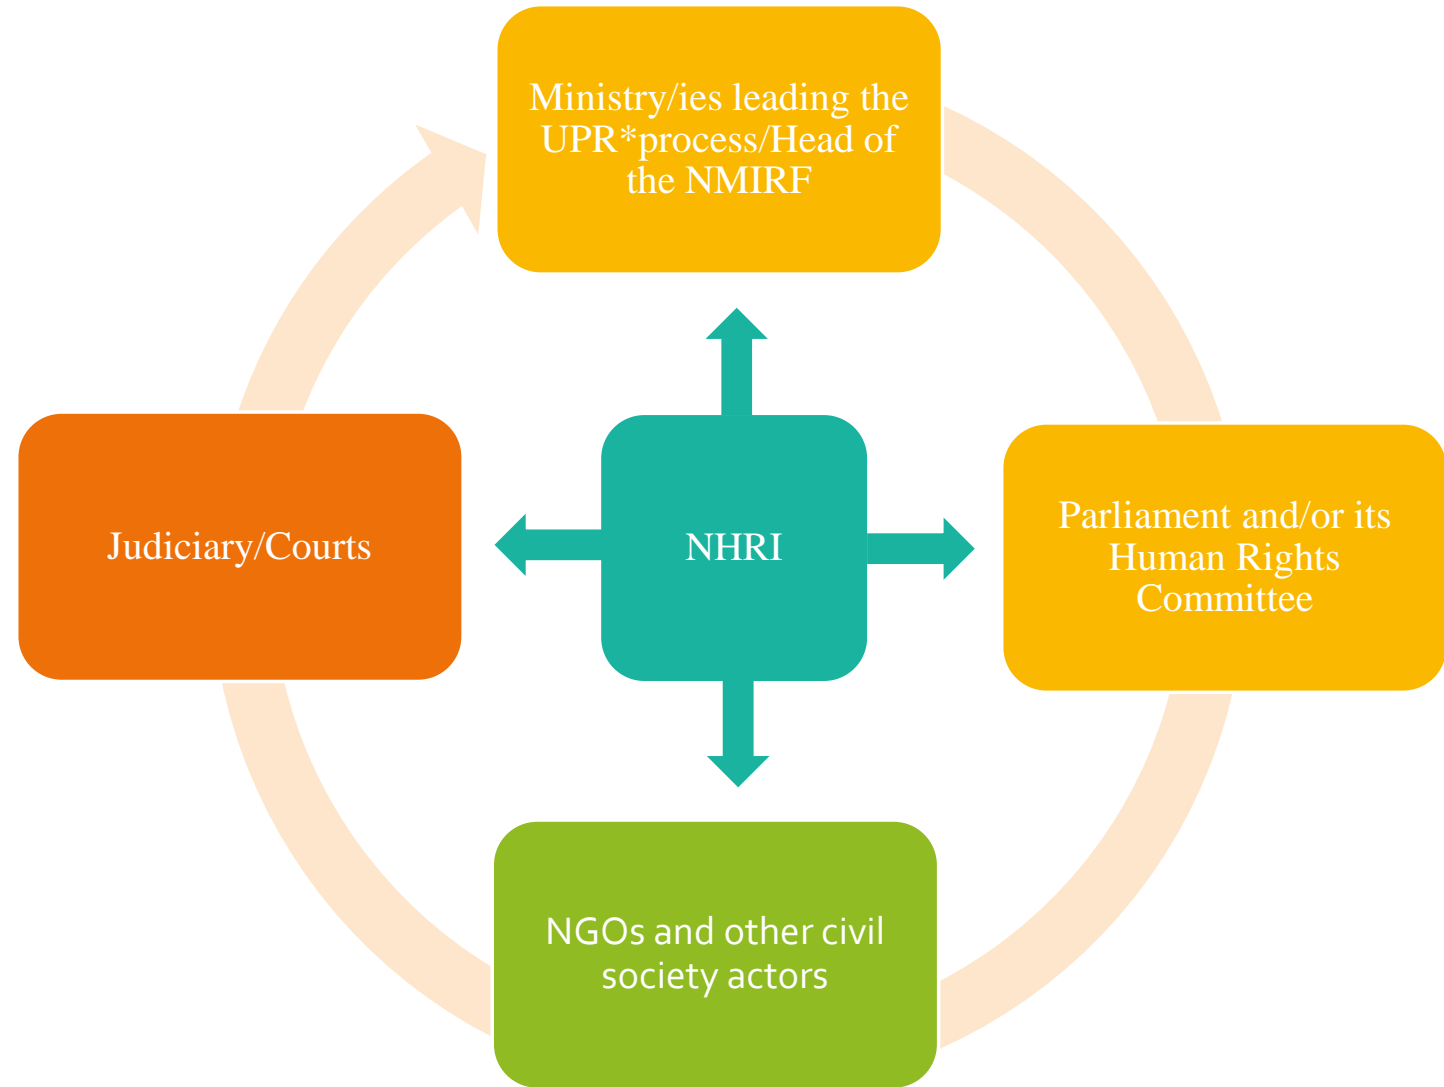 Ministry/ies leading the
UPR*process/Head of
the NMIRF
Judiciary/Courts
NHRI
Parliament and/or its
Human Rights
Committee
NGOs and other civil
society actors